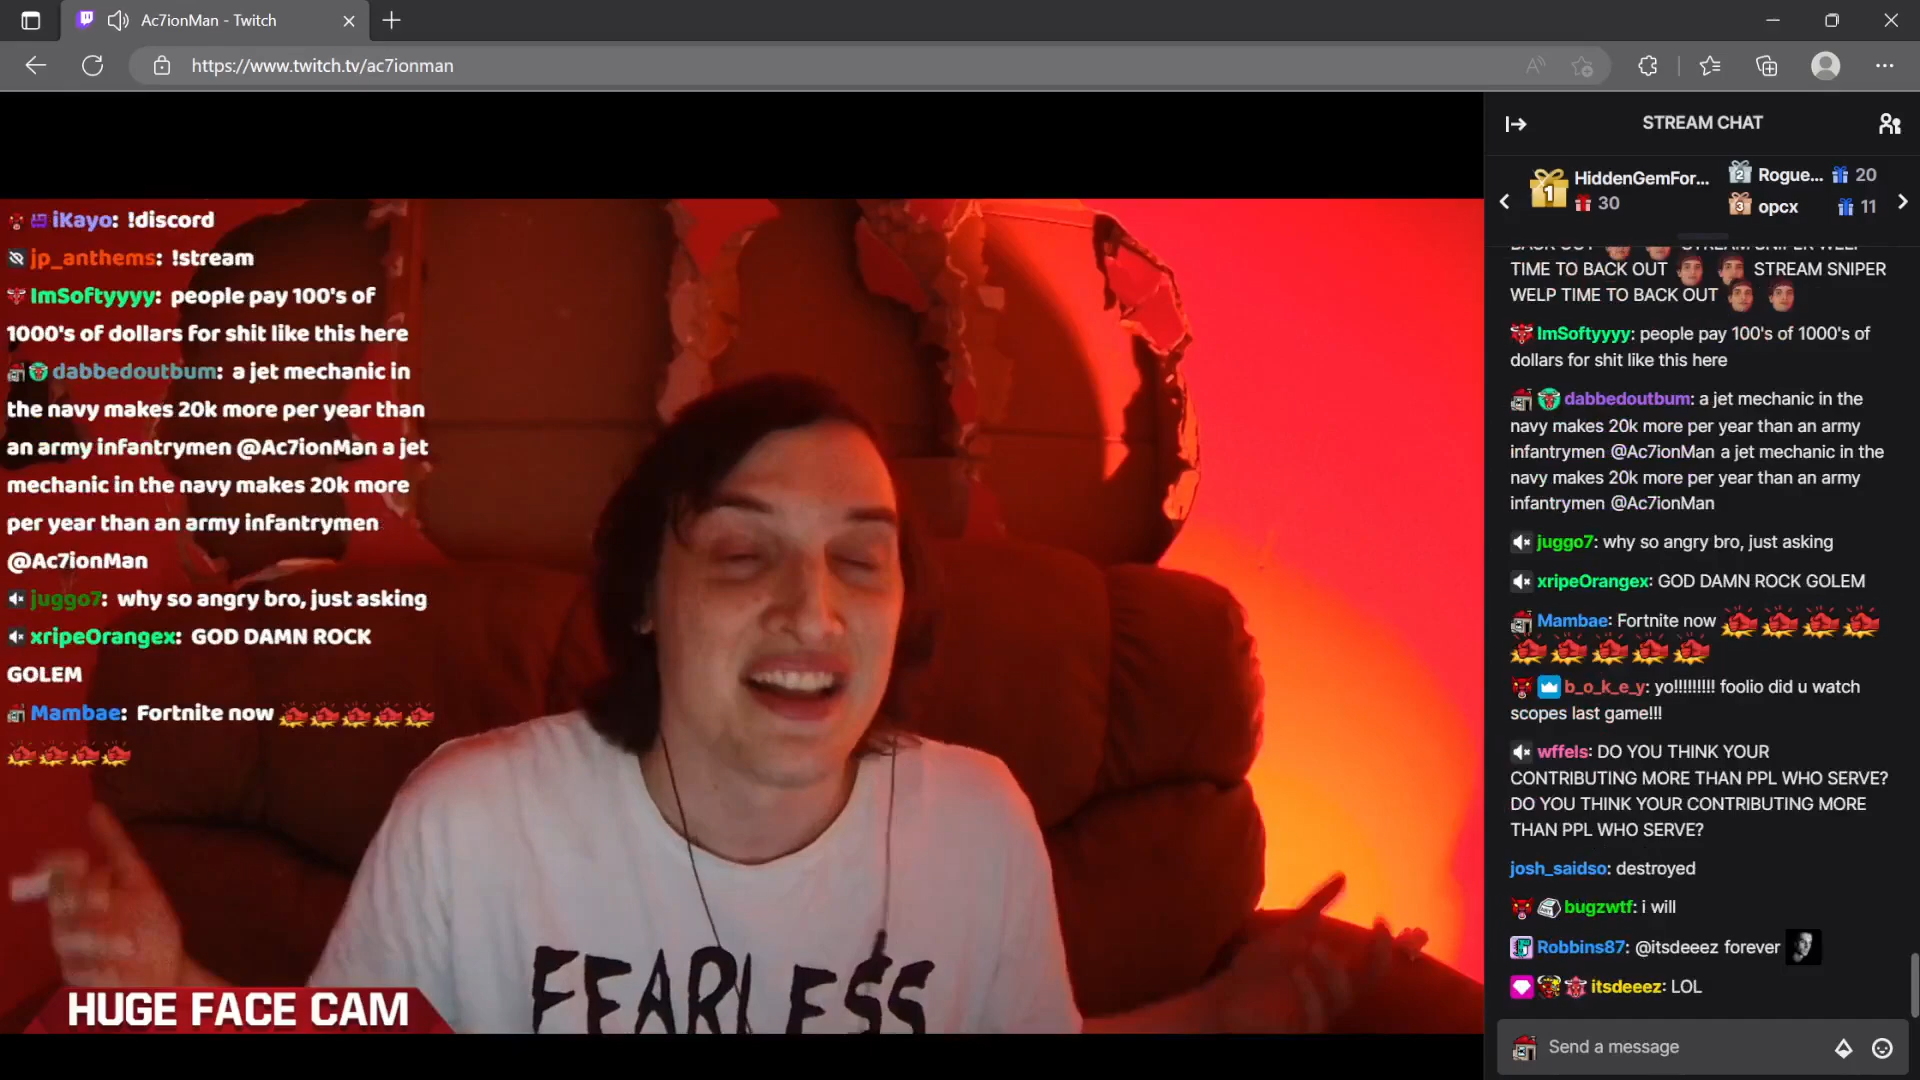 Ac7ionMan - Twitch
https://www.twitch.tv/ac7ionman
iKayo: !discord
jp_anthems: !stream
ImSoftyyyy: people pay 100's of
1000's of dollars for shit like this here
dabbedoutbum: a jet mechanic in
the navy makes 20k more per year than
an army infantrymen @Ac7ionMan a jet
mechanic in the navy makes 20k more
per year than an army infantrymen
@Ac7ionMan
juggo7: why so angry bro, just asking
xripeOrangex: GOD DAMN ROCK
GOLEM
Mambae: Fortnite now
FEARLESS
HUGE FACE CAM
STREAM CHAT
1 HiddenGemFor...
30
2 Rogue... 20
3 opcx 11
BACK OUT STREAM SNIPER WELP
TIME TO BACK OUT STREAM SNIPER
WELP TIME TO BACK OUT
ImSoftyyyy: people pay 100's of 1000's of
dollars for shit like this here
dabbedoutbum: a jet mechanic in the
navy makes 20k more per year than an army
infantrymen @Ac7ionMan a jet mechanic in the
navy makes 20k more per year than an army
infantrymen @Ac7ionMan
juggo7: why so angry bro, just asking
xripeOrangex: GOD DAMN ROCK GOLEM
Mambae: Fortnite now
b_o_k_e_y: yo!!!!!!!!! foolio did u watch
scopes last game!!!
wffels: DO YOU THINK YOUR
CONTRIBUTING MORE THAN PPL WHO SERVE?
DO YOU THINK YOUR CONTRIBUTING MORE
THAN PPL WHO SERVE?
josh_saidso: destroyed
bugzwtf: i will
Robbins87: @itsdeeez forever
itsdeeez: LOL
Send a message